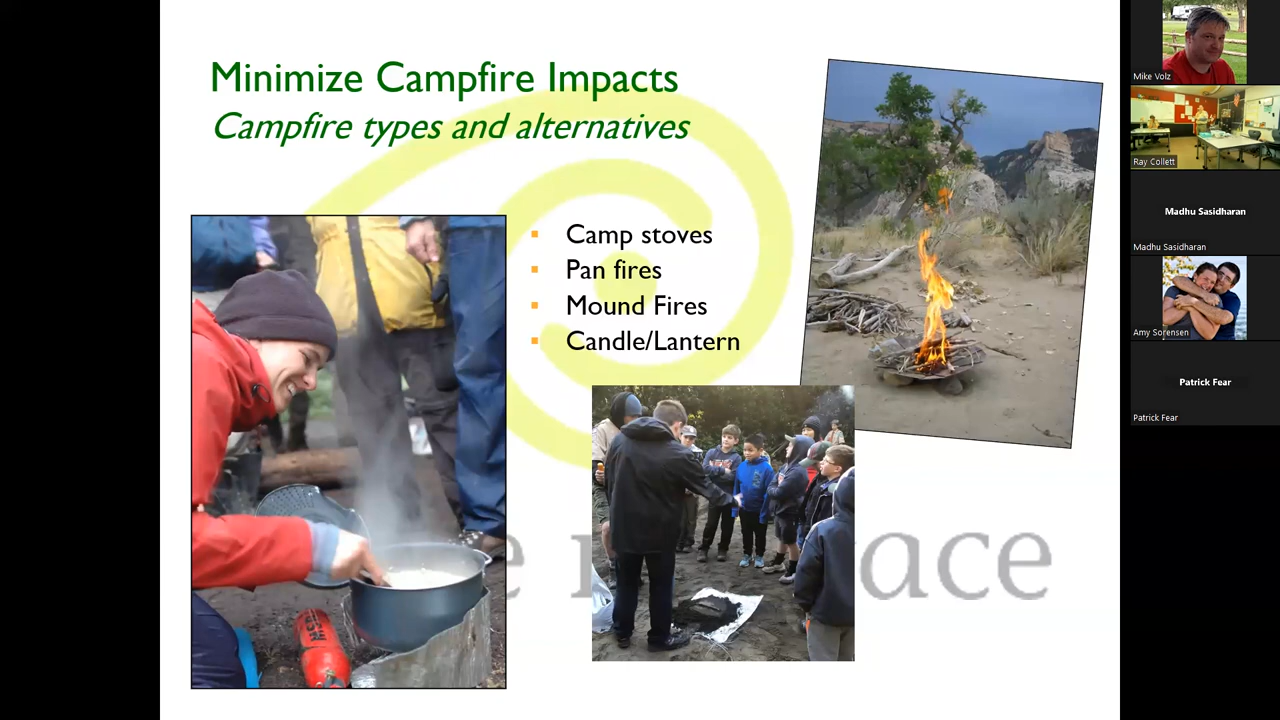 Minimize Campfire Impacts
Campfire types and alternatives
▪ Camp stoves
▪ Pan fires
▪ Mound Fires
▪ Candle/Lantern
ace
Mike Volz
Ray Collett
Madhu Sasidharan
Madhu Sasidharan
Amy Sorensen
Patrick Fear
Patrick Fear